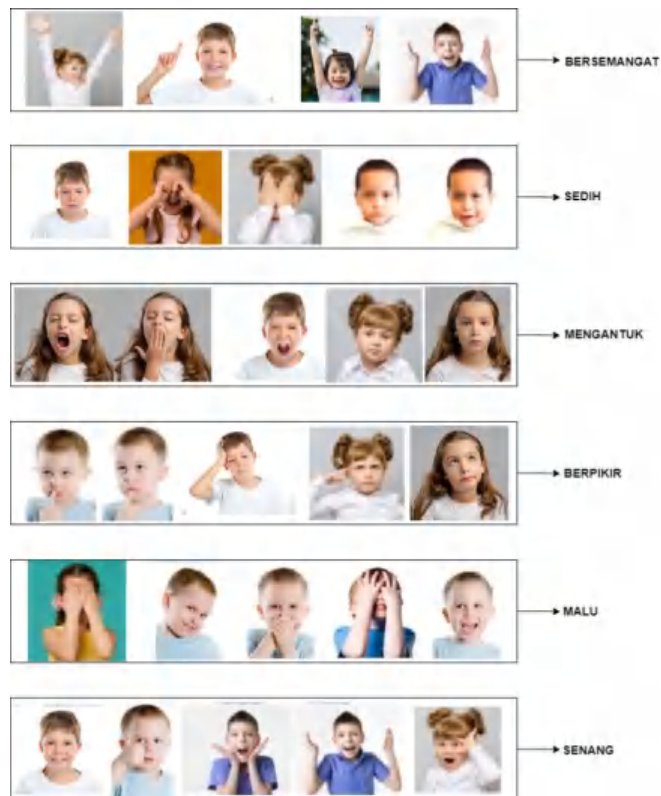 BERSEMANGAT
SEDIH
MENGANTUK
BERPIKIR
MALU
SENANG